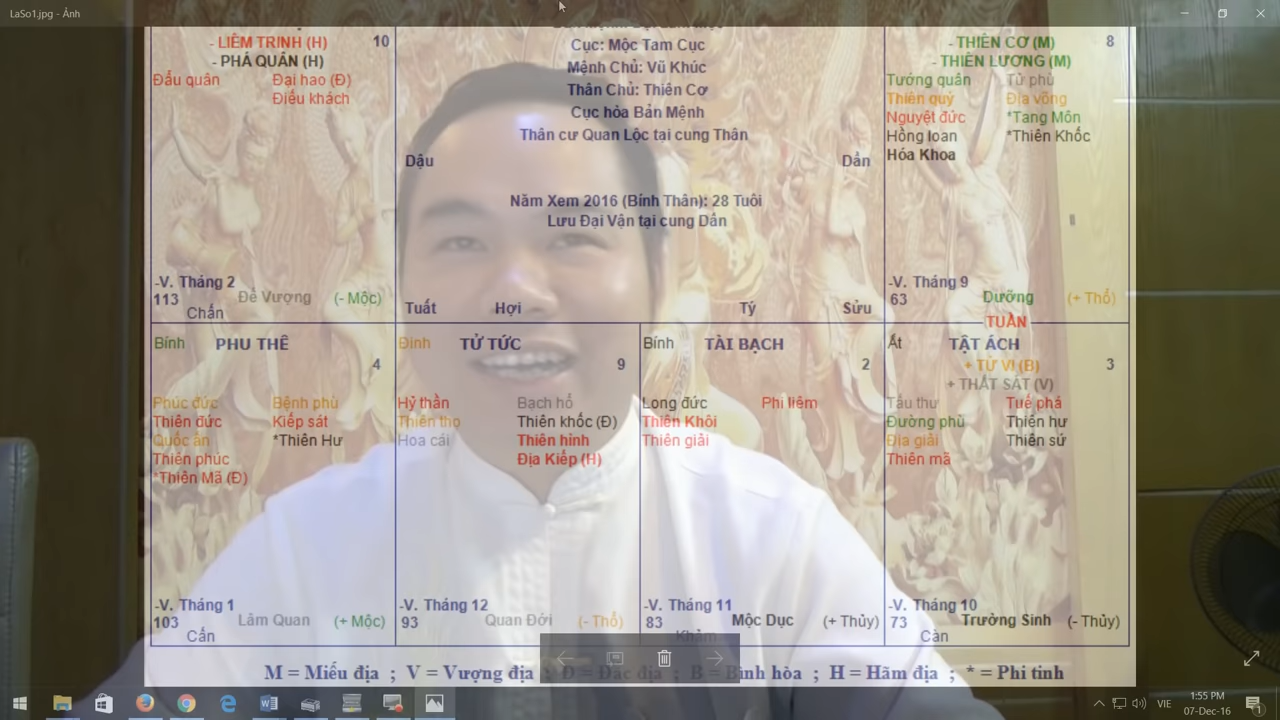 LaSo1.jpg - Ảnh
- LIÊM TRINH (H) 10
- PHÁ QUÂN (H)
Đẩu quân Đại hao (Đ)
Điếu khách
-V. Tháng 2
113 Đế Vượng (- Mộc)
Chấn
Cục: Mộc Tam Cục
Mệnh Chủ: Vũ Khúc
Thân Chủ: Thiên Cơ
Cục hòa Bản Mệnh
Thân cư Quan Lộc tại cung Thân
Dậu Dần
Năm Xem 2016 (Bính Thân): 28 Tuổi
Lưu Đại Vận tại cung Dần
Tuất Hợi Tý Sửu
- THIÊN CƠ (M) 8
- THIÊN LƯƠNG (M)
Tướng quân Tử phù
Thiên quý Địa võng
Nguyệt đức *Tang Môn
Hồng loan *Thiên Khốc
Hóa Khoa
-V. Tháng 9
63 Dưỡng (+ Thổ)
TUẦN
Bính PHU THÊ
4
Phúc đức Bệnh phù
Thiên đức Kiếp sát
Quốc ấn *Thiên Hư
Thiên phúc
*Thiên Mã (Đ)
-V. Tháng 1
103 Lâm Quan (+ Mộc)
Cấn
Đinh TỬ TỨC
9
Hỷ thần Bạch hổ
Thiên thọ Thiên khốc (Đ)
Hoa cái Thiên hình
Địa Kiếp (H)
-V. Tháng 12
93 Quan Đới (- Thổ)
Bính TÀI BẠCH
2
Long đức Phi liêm
Thiên Khôi
Thiên giải
-V. Tháng 11
83 Mộc Dục (+ Thủy)
Khảm
Ất TẬT ÁCH
+ TỬ VI (B) 3
+ THẤT SÁT (V)
Tấu thư Tuế phá
Đường phù Thiên hư
Địa giải Thiên sứ
Thiên mã
-V. Tháng 10
73 Trường Sinh (- Thủy)
Càn
M = Miếu địa ; V = Vượng địa ; Đ = Đắc địa ; B = Bình hòa ; H = Hãm địa ; * = Phi tinh
VIE
1:55 PM
07-Dec-16
1